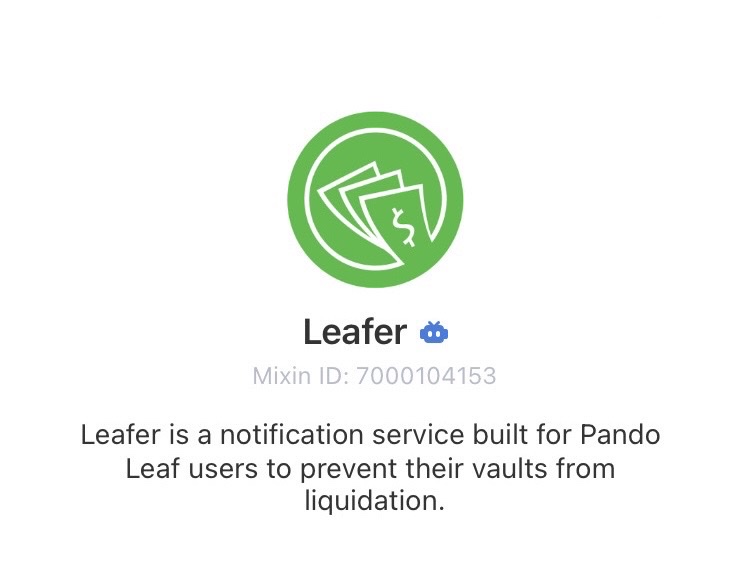 $
Leafer
Mixin ID: 7000104153
Leafer is a notification service built for Pando
Leaf users to prevent their vaults from
liquidation.